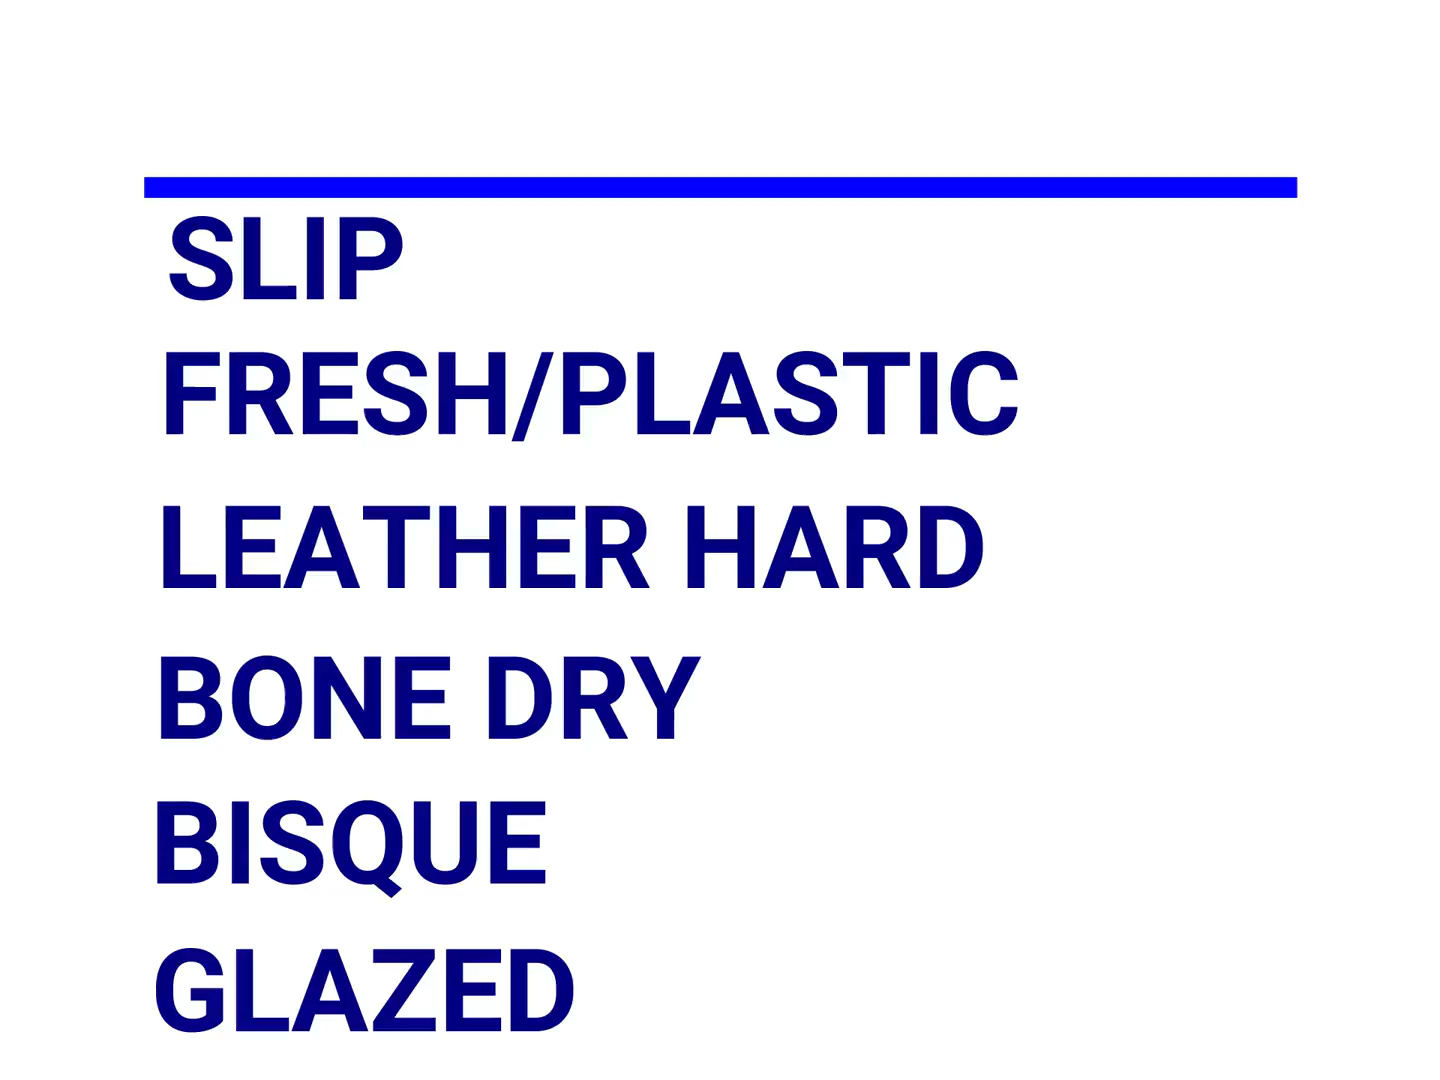 SLIP
FRESH/PLASTIC
LEATHER HARD
BONE DRY
BISQUE
GLAZED